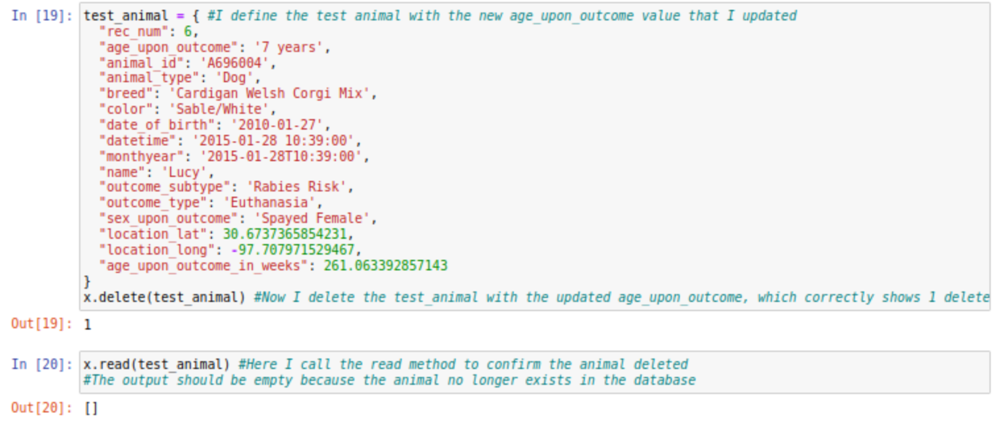 In [19]: test_animal = { #I define the test animal with the new age_upon_outcome value that I updated
"rec_num": 6,
"age_upon_outcome": '7 years',
"animal_id": 'A696004',
"animal_type": 'Dog',
"breed": 'Cardigan Welsh Corgi Mix',
"color": 'Sable/White',
"date_of_birth": '2010-01-27',
"datetime": '2015-01-28 10:39:00',
"monthyear": '2015-01-28T10:39:00',
"name": 'Lucy',
"outcome_subtype": 'Rabies Risk',
"outcome_type": 'Euthanasia',
"sex_upon_outcome": 'Spayed Female',
"location_lat": 30.6737365854231,
"location_long": -97.707971529467,
"age_upon_outcome_in_weeks": 261.063392857143
}
x.delete(test_animal) #Now I delete the test_animal with the updated age_upon_outcome, which correctly shows 1 delete
Out[19]: 1
In [20]: x.read(test_animal) #Here I call the read method to confirm the animal deleted
#The output should be empty because the animal no longer exists in the database
Out[20]: []